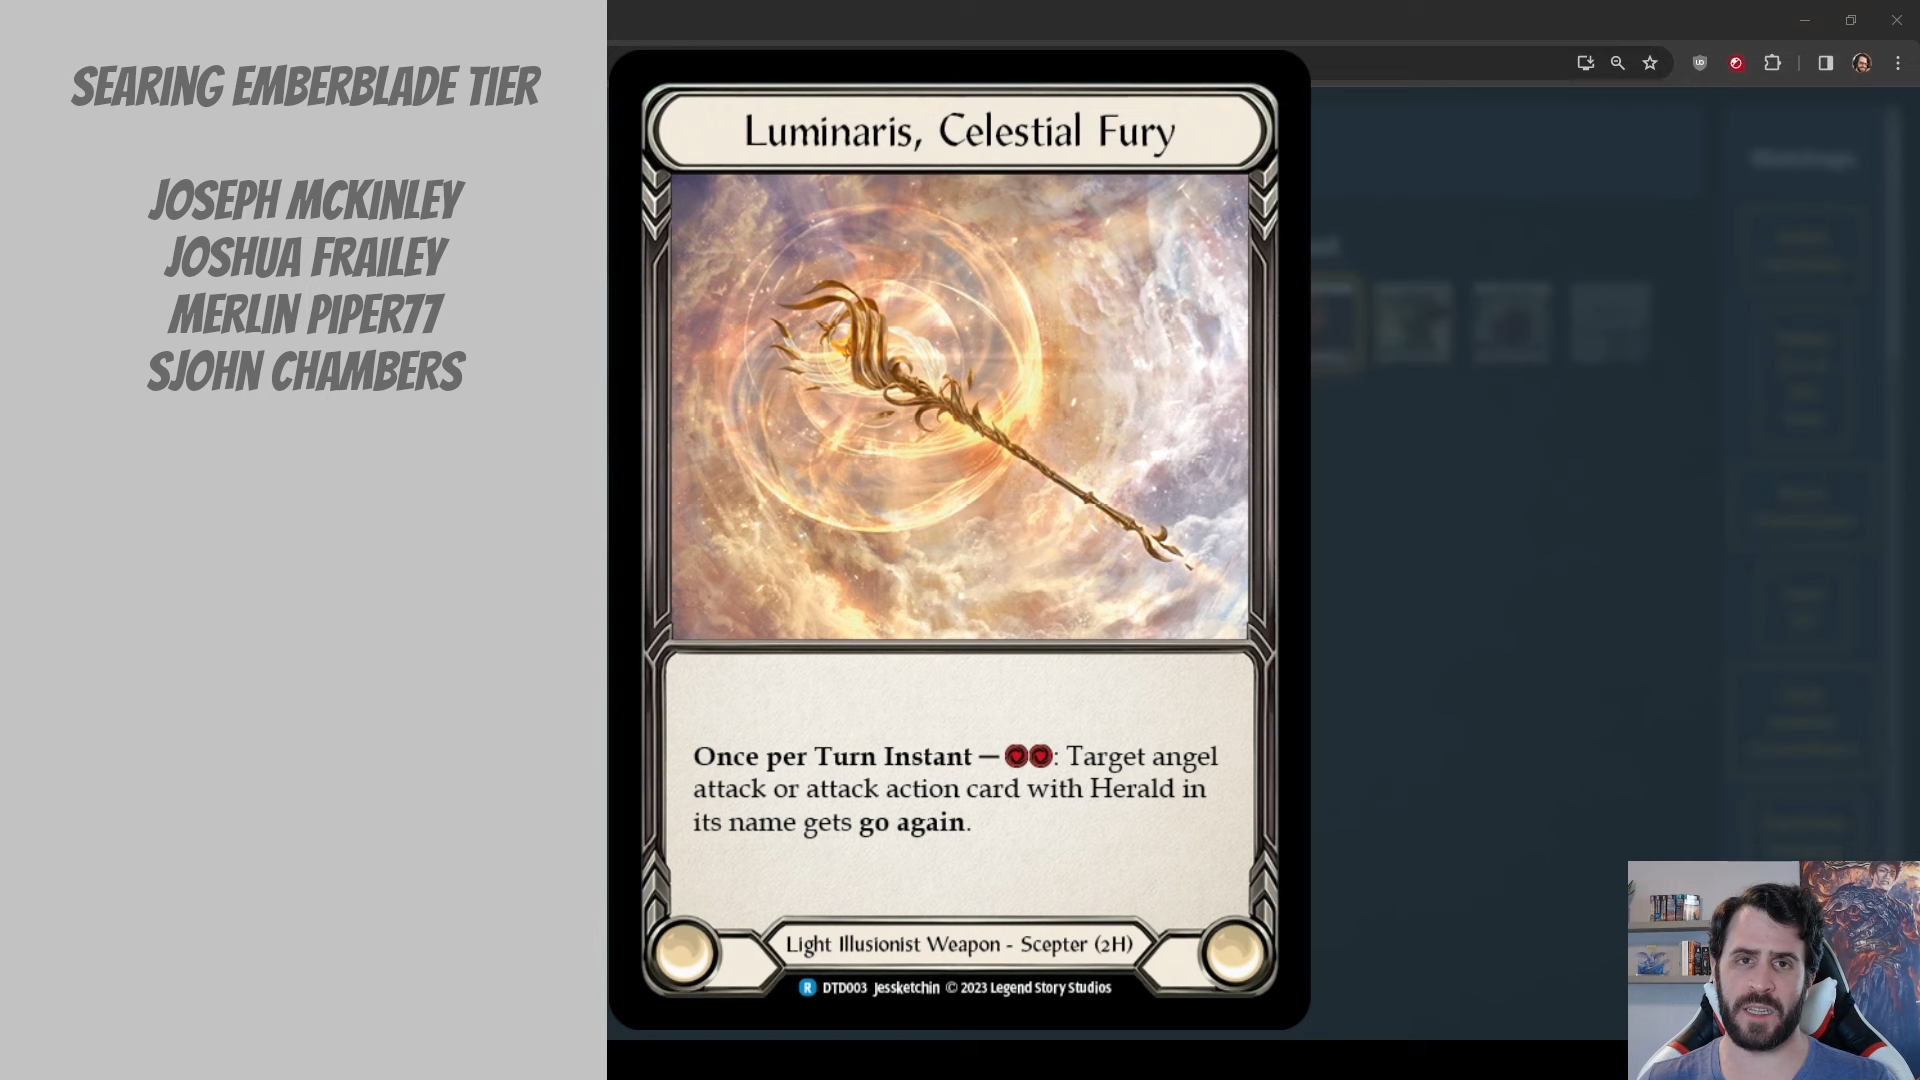 SEARING EMBERBLADE TIER
JOSEPH MCKINLEY
JOSHUA FRAILEY
MERLIN PIPER77
SJOHN CHAMBERS
Luminaris, Celestial Fury
Once per Turn Instant — : Target angel
attack or attack action card with Herald in
its name gets go again.
Light Illusionist Weapon - Scepter (2H)
R DTD003 Jessketchin © 2023 Legend Story Studios